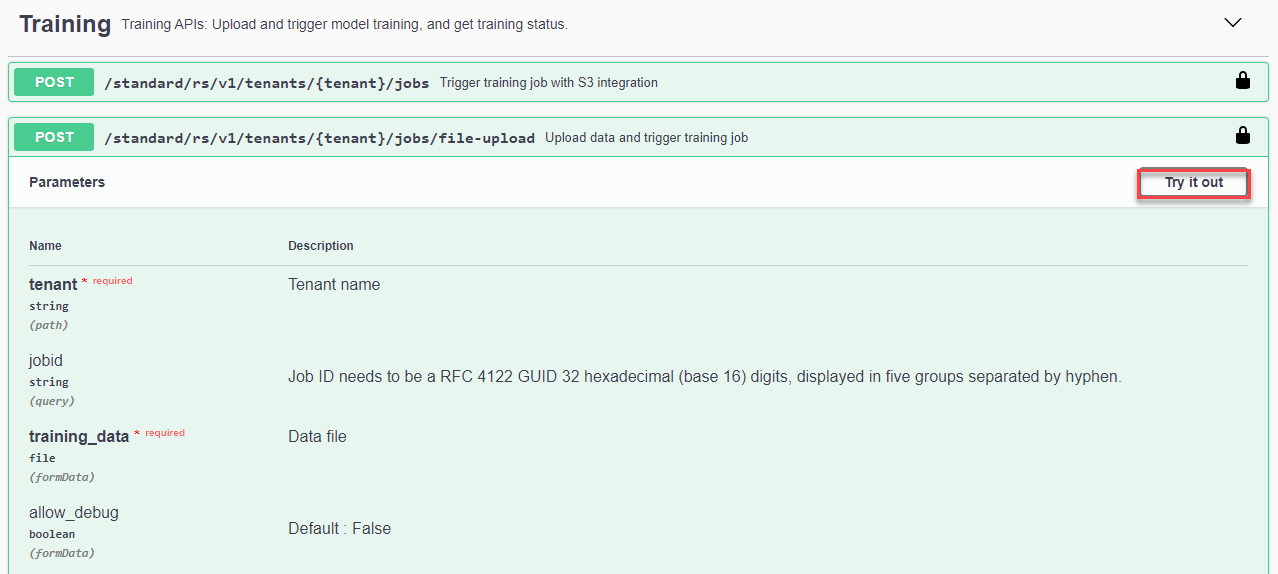 Training Training APIs: Upload and trigger model training, and get training status.
POST /standard/rs/v1/tenants/{tenant}/jobs Trigger training job with S3 integration
POST /standard/rs/v1/tenants/{tenant}/jobs/file-upload Upload data and trigger training job
Parameters Try it out
Name Description
tenant * required Tenant name
string
(path)
jobid
string Job ID needs to be a RFC 4122 GUID 32 hexadecimal (base 16) digits, displayed in five groups separated by hyphen.
(query)
training_data * required Data file
file
(formData)
allow_debug
boolean Default : False
(formData)